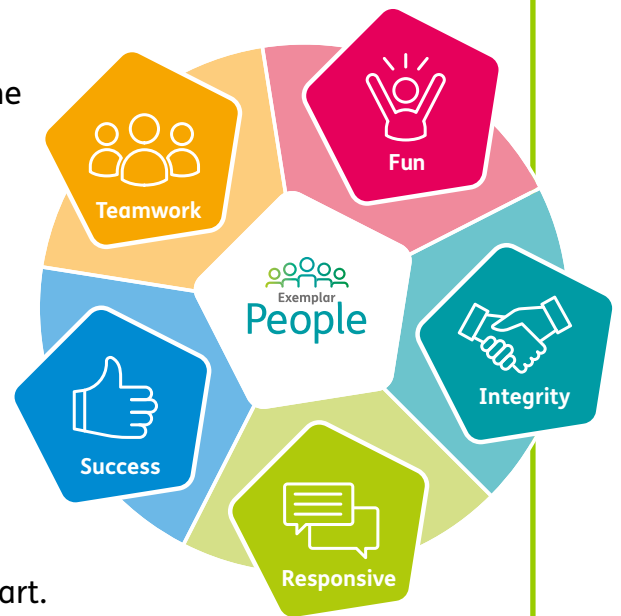 Fun
Teamwork
Exemplar
People
Integrity
Success
Responsive